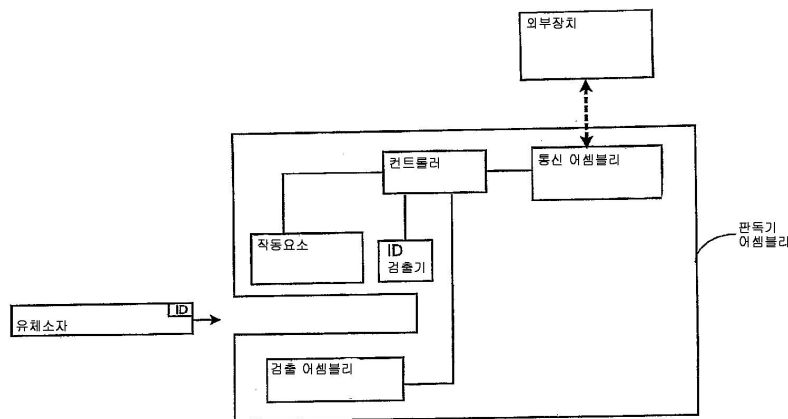 외부장치
컨트롤러
통신 어셈블리
작동요소
ID
검출기
판독기
어셈블리
ID
유체소자
검출 어셈블리